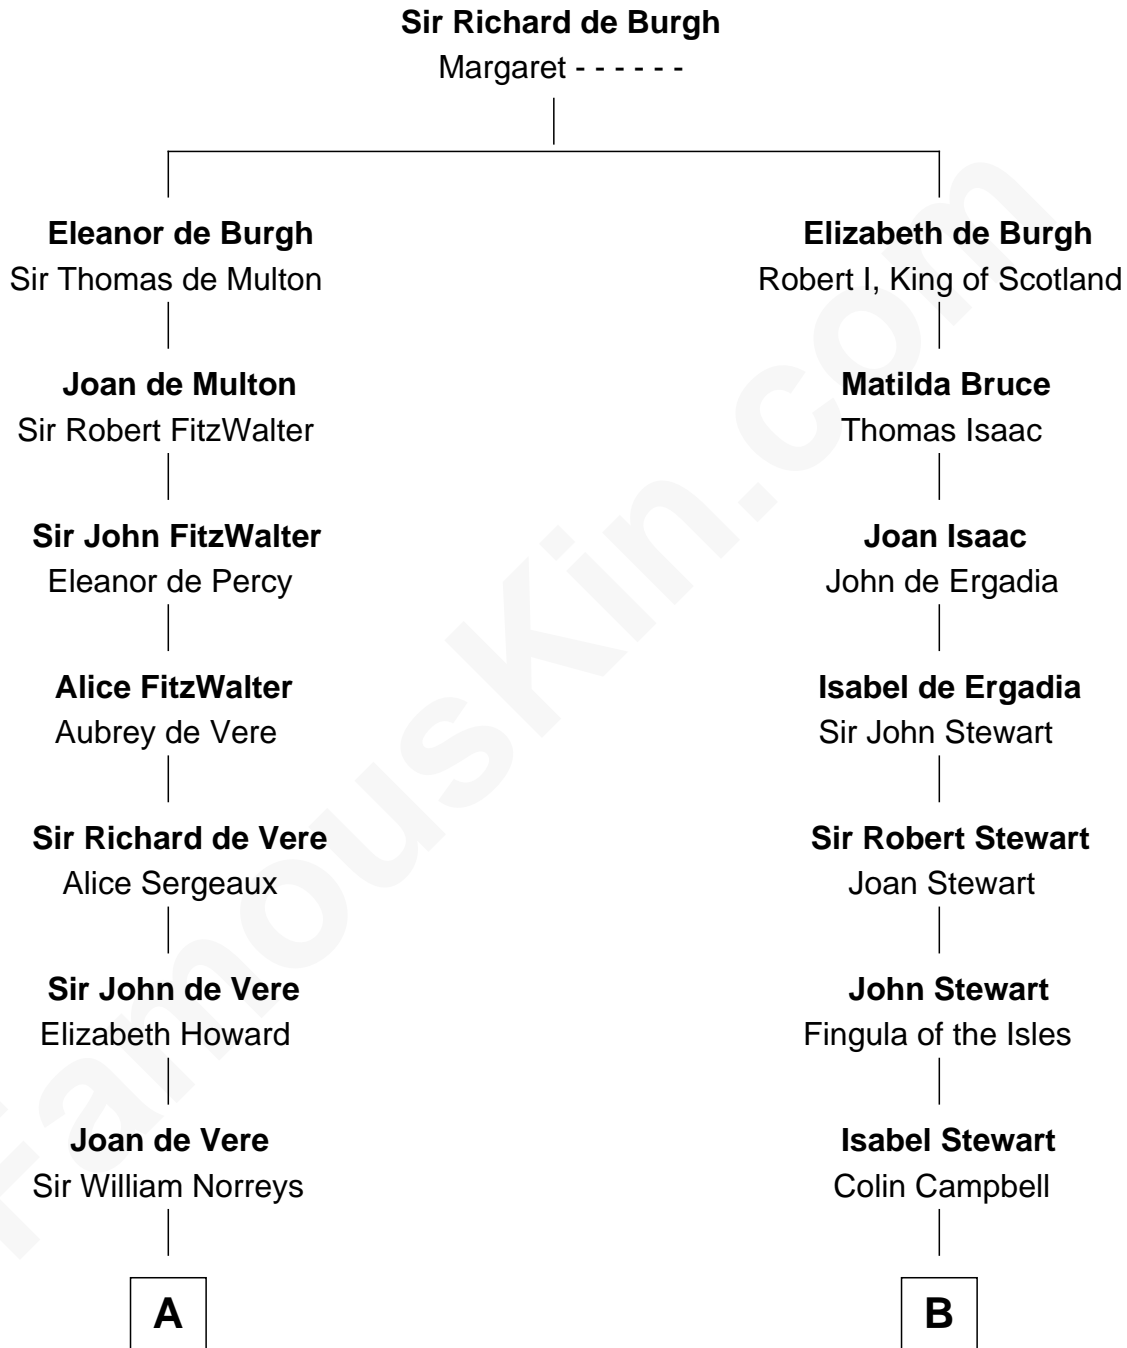 Sir Richard de Burgh
Margaret - - - - - -
Eleanor de Burgh
Sir Thomas de Multon
Elizabeth de Burgh
Robert I, King of Scotland
Joan de Multon
Sir Robert FitzWalter
Matilda Bruce
Thomas Isaac
Sir John FitzWalter
Eleanor de Percy
Joan Isaac
John de Ergadia
Alice FitzWalter
Aubrey de Vere
Isabel de Ergadia
Sir John Stewart
Sir Richard de Vere
Alice Sergeaux
Sir Robert Stewart
Joan Stewart
Sir John de Vere
Elizabeth Howard
John Stewart
Fingula of the Isles
Joan de Vere
Sir William Norreys
Isabel Stewart
Colin Campbell
A
B
FamousKin.com